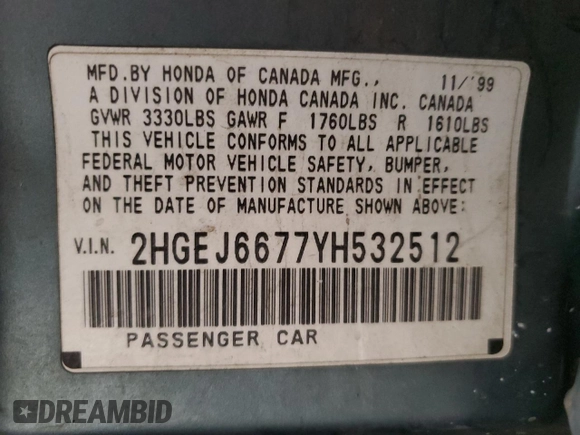 MFD.BY HONDA OF CANADA MFG., 11/'99
A DIVISION OF HONDA CANADA INC. CANADA
GVWR 3330LBS GAWR F 1760LBS R 1610LBS
THIS VEHICLE CONFORMS TO ALL APPLICABLE
FEDERAL MOTOR VEHICLE SAFETY, BUMPER,
AND THEFT PREVENTION STANDARDS IN EFFECT
ON THE DATE OF MANUFACTURE SHOWN ABOVE:
V.I.N. 2HGEJ6677YH532512
PASSENGER CAR
DREAMBID